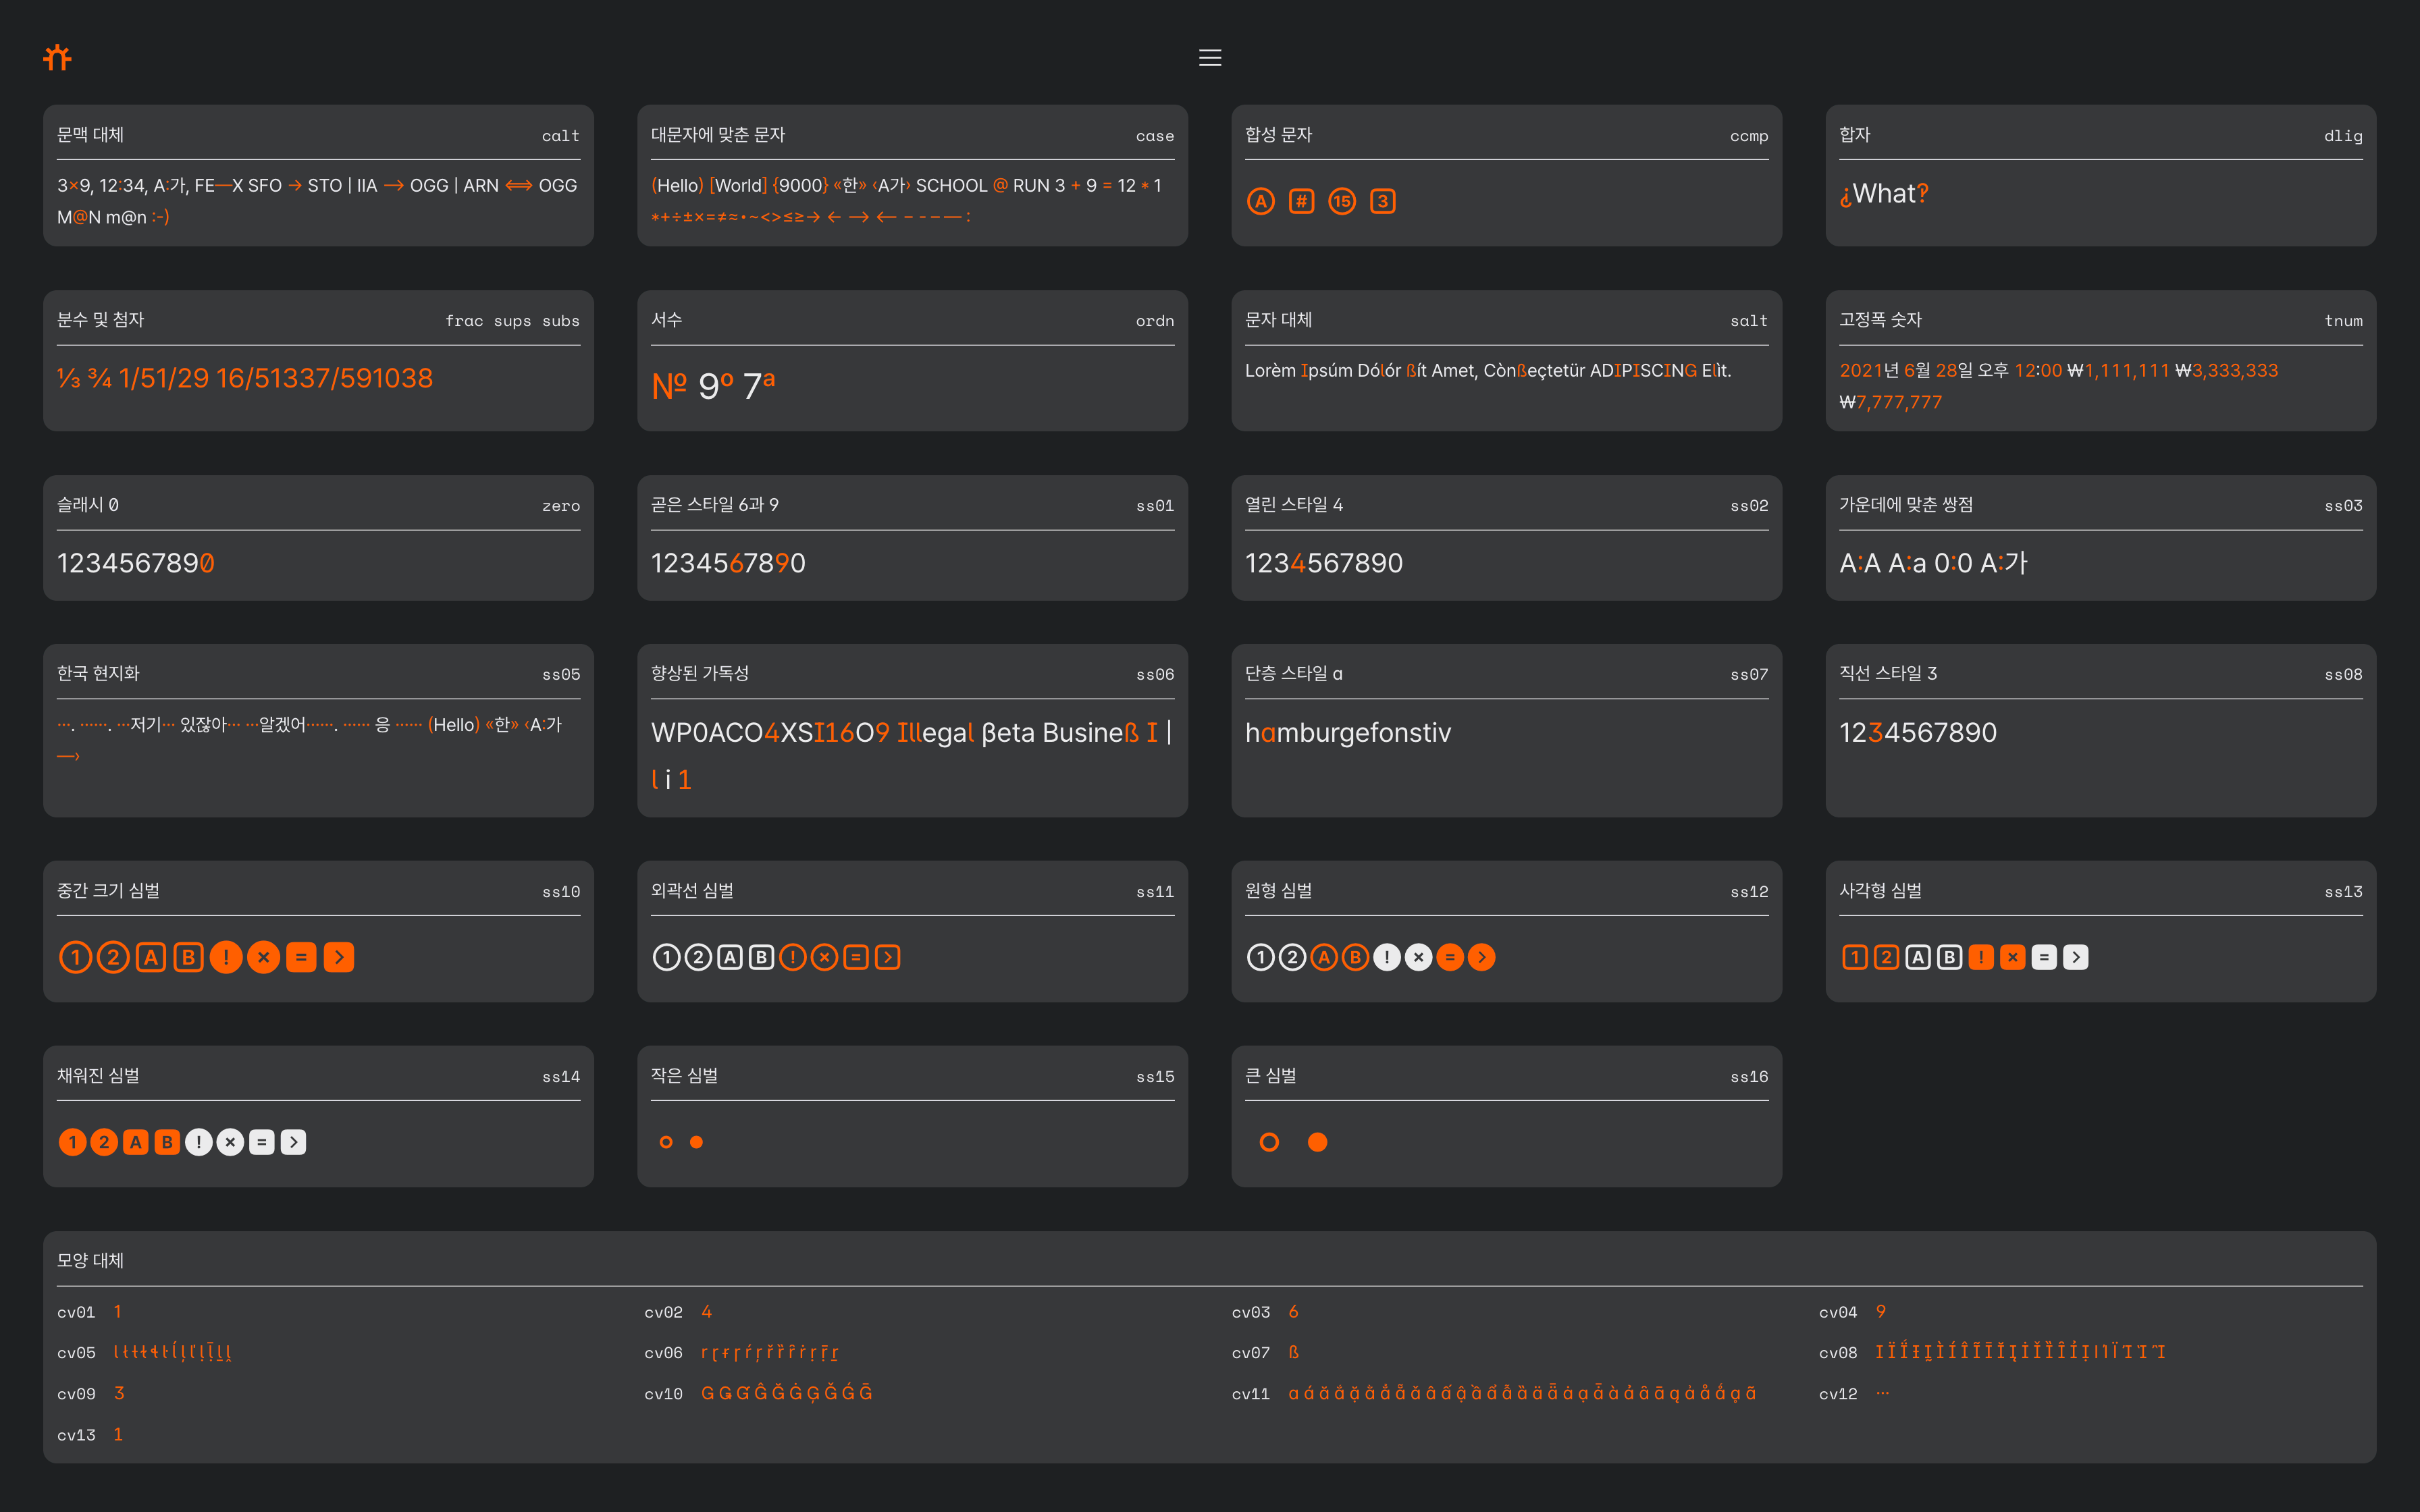 문맥 대체 calt
3×9, 12:34, A:가, FE—X SFO → STO | IIA ⟶ OGG | ARN ⟺ OGG
M@N m@n :-)
대문자에 맞춘 문자 case
(Hello) [World] {9000} «한» ‹A가› SCHOOL @ RUN 3 + 9 = 12 * 1
*+÷±×=≠≈•~<>≤≥→ ← ⟶ ⟵ − - – — :
합성 문자 ccmp
Ⓐ #⃞ ⑮ 3⃞
합자 dlig
¿What‽
분수 및 첨자 frac sups subs
⅓ ¾ 1/51/29 16/51337/591038
서수 ordn
№ 9º 7ª
문자 대체 salt
Lorèm Ipsúm Dólór ßít Amet, Cònßeçtetür ADIPISCING Elìt.
고정폭 숫자 tnum
2021년 6월 28일 오후 12:00 ₩1,111,111 ₩3,333,333
₩7,777,777
슬래시 0 zero
1234567890
곧은 스타일 6과 9 ss01
1234567890
열린 스타일 4 ss02
1234567890
가운데에 맞춘 쌍점 ss03
A:A A:a 0:0 A:가
한국 현지화 ss05
⋯. ⋯⋯. ⋯저기⋯ 있잖아⋯ ⋯알겠어⋯⋯. ⋯⋯ 응 ⋯⋯ (Hello) «한» ‹A:가
—›
향상된 가독성 ss06
WP0ACO4XSI16O9 Illegal βeta Busineß I |
l i 1
단층 스타일 a ss07
hamburgefonstiv
직선 스타일 3 ss08
1234567890
중간 크기 심벌 ss10
① ② A B ! × = >
외곽선 심벌 ss11
① ② A B ! × = >
원형 심벌 ss12
① ② A B ! × = >
사각형 심벌 ss13
1 2 A B ! × = >
채워진 심벌 ss14
1 2 A B ! × = >
작은 심벌 ss15
큰 심벌 ss16
모양 대체
cv01 1
cv02 4
cv03 6
cv04 9
cv05
cv06
cv07 ß
cv08
cv09 3
cv10
cv11
cv12 ⋯
cv13 1